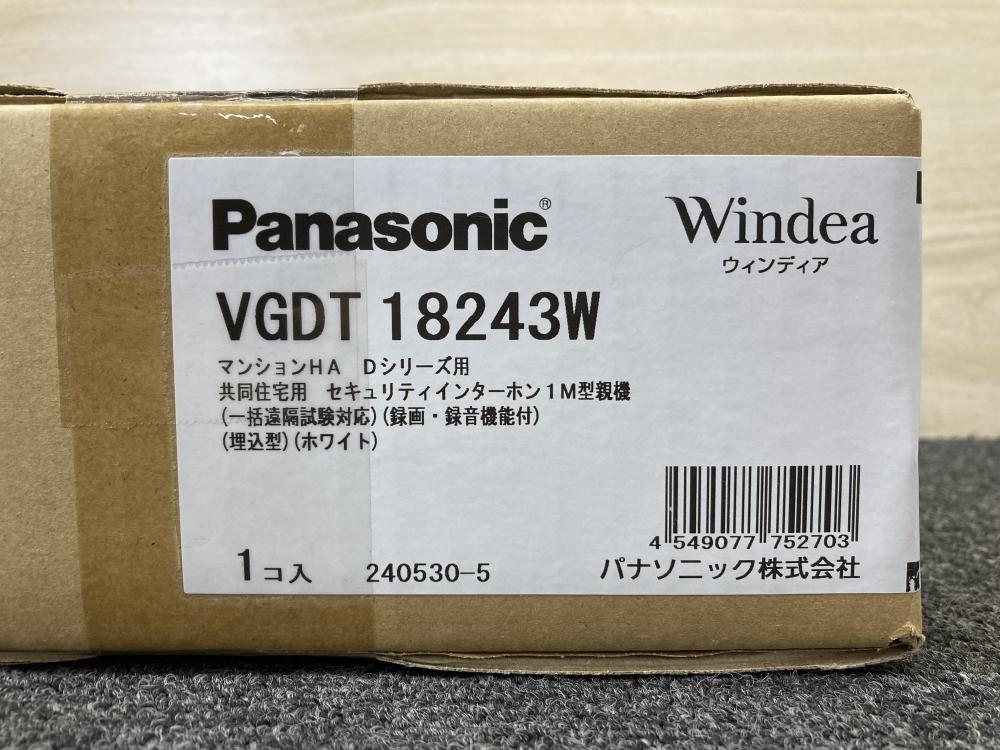 Panasonic®
Windea
ウィンディア
VGDT 18243W
マンションHA Dシリーズ用
共同住宅用 セキュリティインターホン1M型親機
(一括遠隔試験対応)(録画・録音機能付)
(埋込型)(ホワイト)
4 549077 752703
1コ入 240530-5
パナソニック株式会社